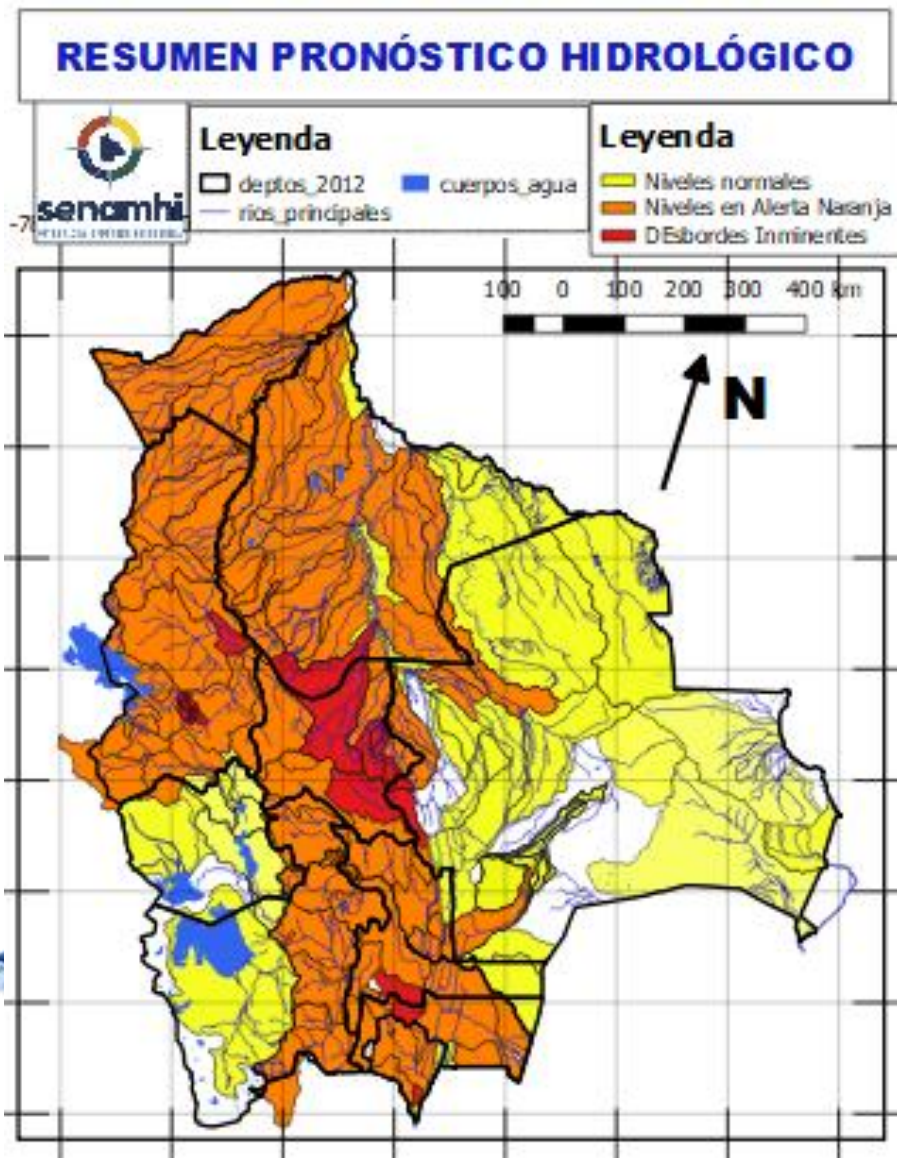 RESUMEN PRONÓSTICO HIDROLÓGICO
senamhi
Leyenda
deptos_2012
cuerpos_agua
rios_principales
Leyenda
Niveles normales
Niveles en Alerta Naranja
DEsbordes Inminentes
100 0 100 200 300 400 km
N